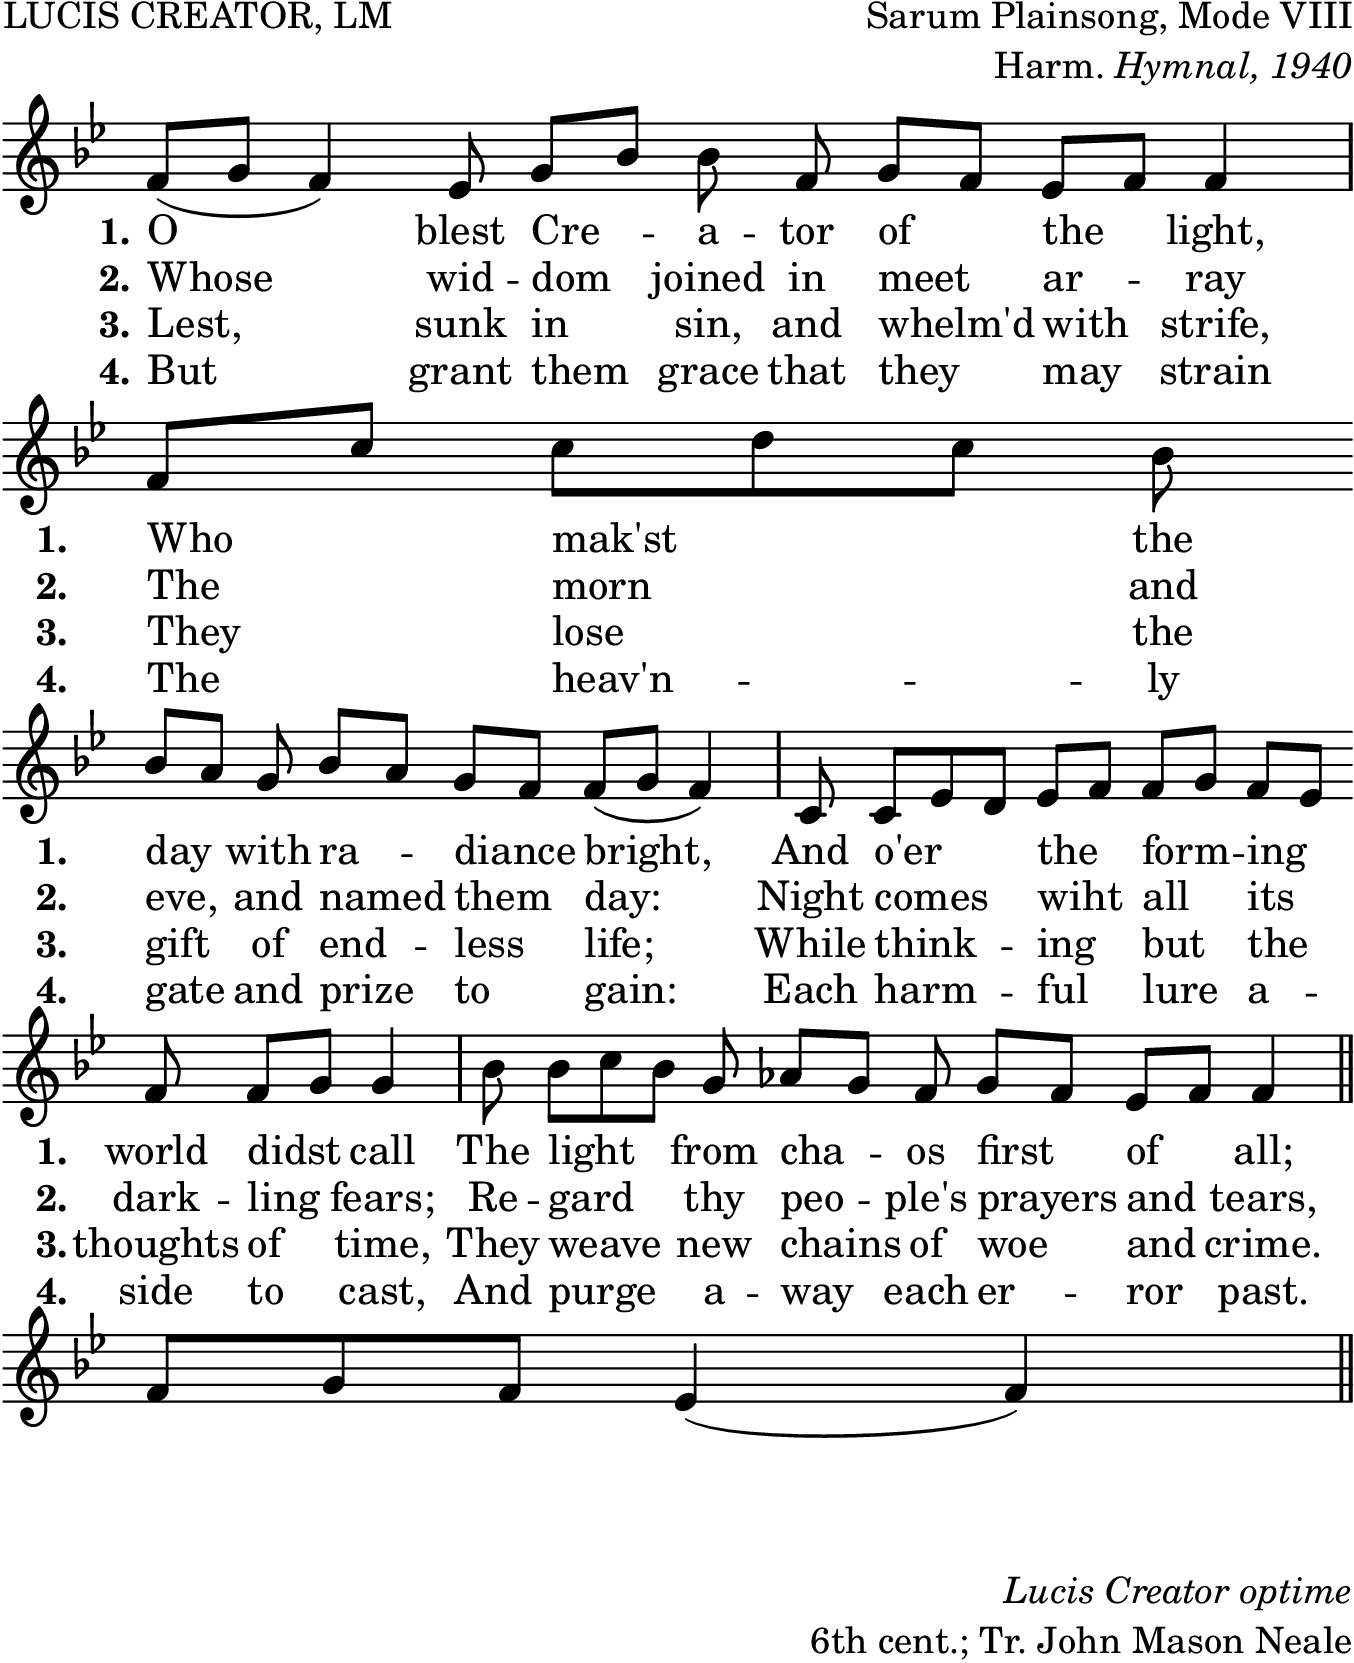 LUCIS CREATOR, LM
Sarum Plainsong, Mode VIII
Harm. Hymnal, 1940
1. O blest Cre -- a -- tor of the light,
2. Whose wid -- dom joined in meet ar -- ray
3. Lest, sunk in sin, and whelm'd with strife,
4. But grant them grace that they may strain
1. Who mak'st the
2. The morn and
3. They lose the
4. The heav'n -- -- -- ly
1. day with ra -- diance bright, And o'er the form -- ing
2. eve, and named them day: Night comes wiht all its
3. gift of end -- less life; While think -- ing but the
4. gate and prize to gain: Each harm -- ful lure a --
1. world didst call The light from cha -- os first of all;
2. dark -- ling fears; Re -- gard thy peo -- ple's prayers and tears,
3. thoughts of time, They weave new chains of woe and crime.
4. side to cast, And purge a -- way each er -- ror past.
Lucis Creator optime
6th cent.; Tr. John Mason Neale